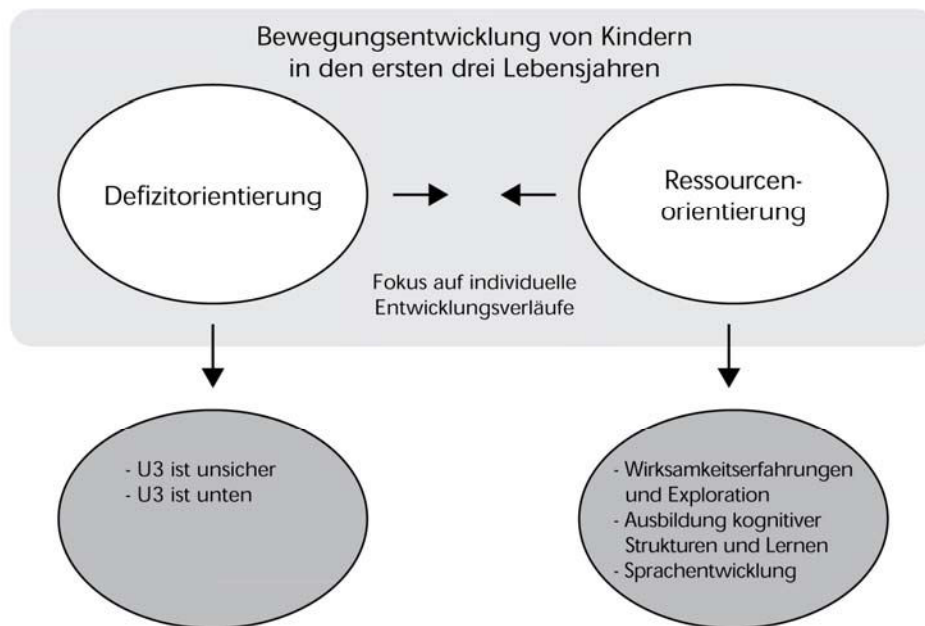 Bewegungsentwicklung von Kindern
in den ersten drei Lebensjahren
Defizitorientierung
Ressourcen-
orientierung
Fokus auf individuelle
Entwicklungsverläufe
- U3 ist unsicher
- U3 ist unten
- Wirksamkeitserfahrungen
und Exploration
- Ausbildung kognitiver
Strukturen und Lernen
- Sprachentwicklung